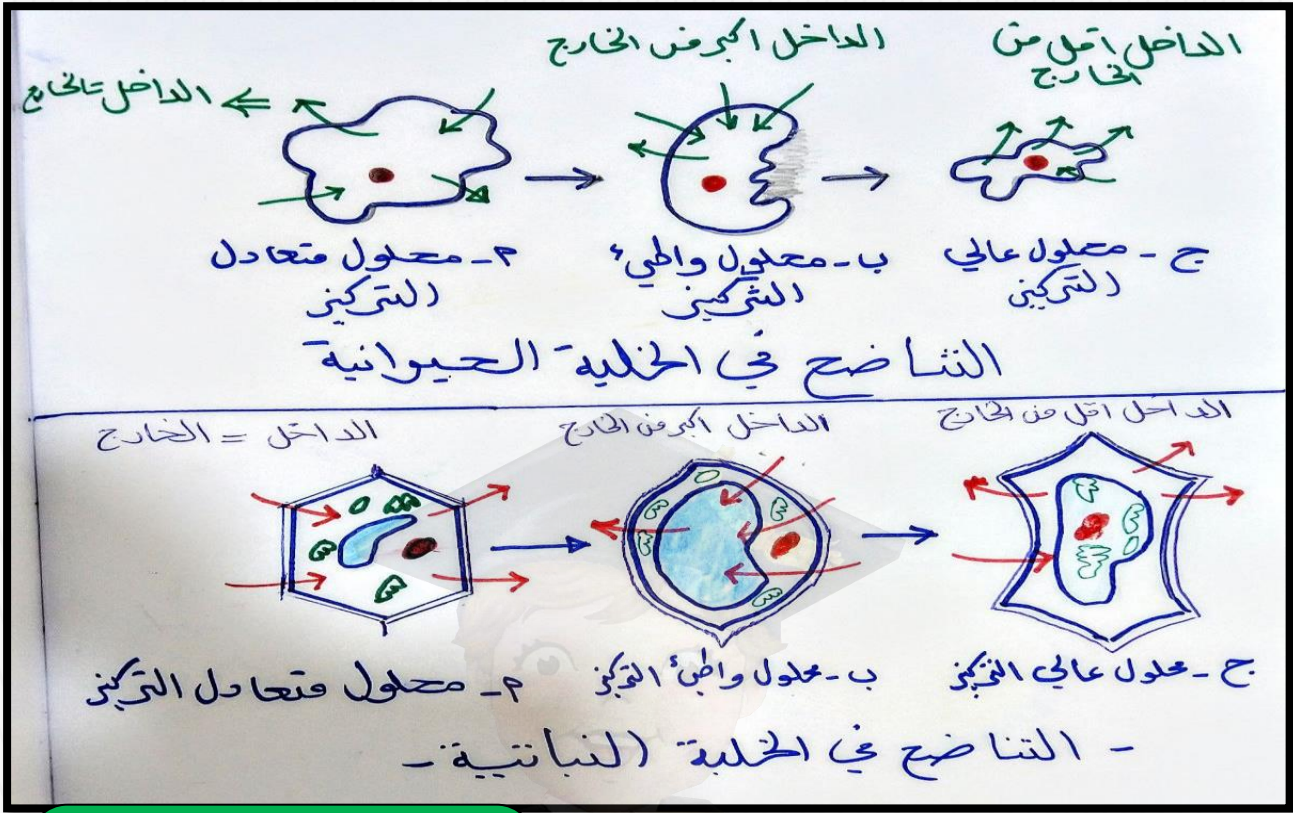 الداخل أقل من
الخارج
الداخل اكبر من الخارج
الداخل = الخارج
ج - محلول عالي
التركيز
ب - محلول واطيء
التركيز
م - محلول متعادل
التركيز
التناضح في الخلية الحيوانية
الداخل اقل من الخارج
الداخل اكبر من الخارج
الداخل = الخارج
ج - محلول عالي التركيز
ب - محلول واطئ التركيز
م - محلول متعادل التركيز
- التناضح في الخلية النباتية -